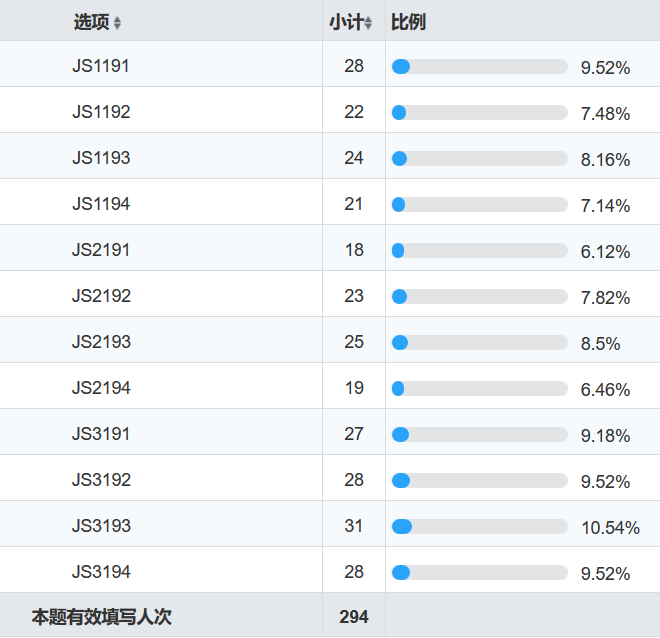 选项 小计 比例
JS1191 28 9.52%
JS1192 22 7.48%
JS1193 24 8.16%
JS1194 21 7.14%
JS2191 18 6.12%
JS2192 23 7.82%
JS2193 25 8.5%
JS2194 19 6.46%
JS3191 27 9.18%
JS3192 28 9.52%
JS3193 31 10.54%
JS3194 28 9.52%
本题有效填写人次 294